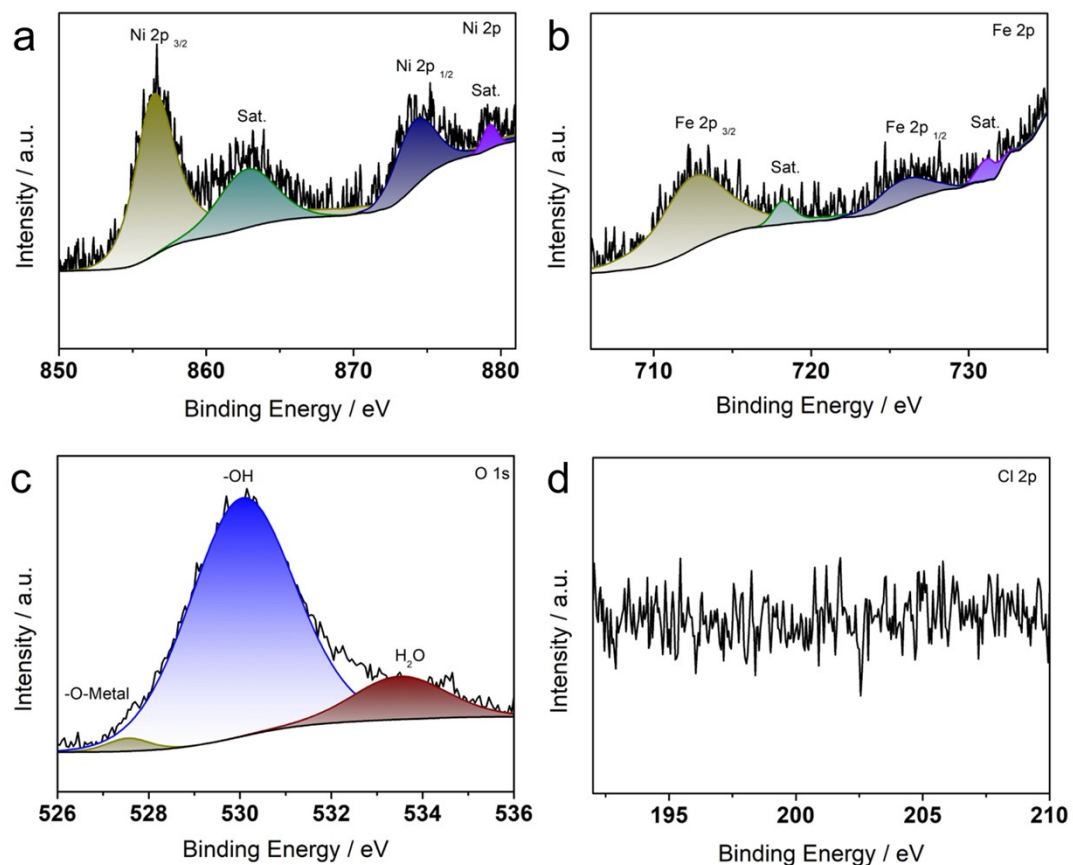 a
Ni 2p
Ni 2p 3/2
Sat.
Ni 2p 1/2
Sat.
Intensity / a.u.
850 860 870 880
Binding Energy / eV
b
Fe 2p
Fe 2p 3/2
Sat.
Fe 2p 1/2
Sat.
Intensity / a.u.
710 720 730
Binding Energy / eV
c
O 1s
-OH
-O-Metal
H2O
Intensity / a.u.
526 528 530 532 534 536
Binding Energy / eV
d
Cl 2p
Intensity / a.u.
195 200 205 210
Binding Energy / eV